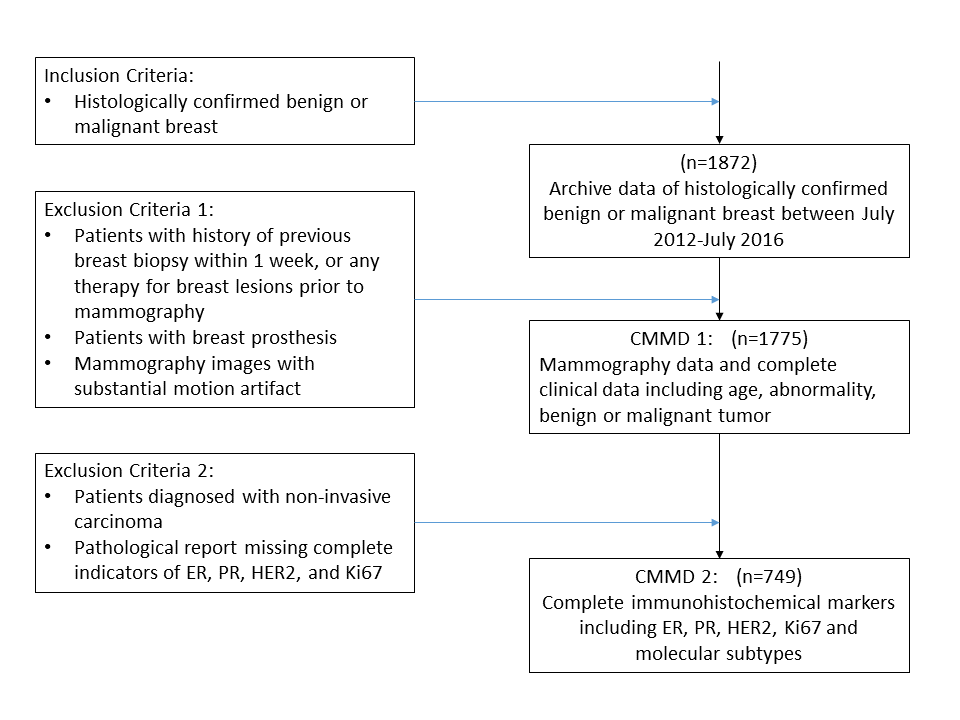 Inclusion Criteria:
• Histologically confirmed benign or
malignant breast
(n=1872)
Archive data of histologically confirmed
benign or malignant breast between July
2012-July 2016
Exclusion Criteria 1:
• Patients with history of previous
breast biopsy within 1 week, or any
therapy for breast lesions prior to
mammography
• Patients with breast prosthesis
• Mammography images with
substantial motion artifact
CMMD 1: (n=1775)
Mammography data and complete
clinical data including age, abnormality,
benign or malignant tumor
Exclusion Criteria 2:
• Patients diagnosed with non-invasive
carcinoma
• Pathological report missing complete
indicators of ER, PR, HER2, and Ki67
CMMD 2: (n=749)
Complete immunohistochemical markers
including ER, PR, HER2, Ki67 and
molecular subtypes